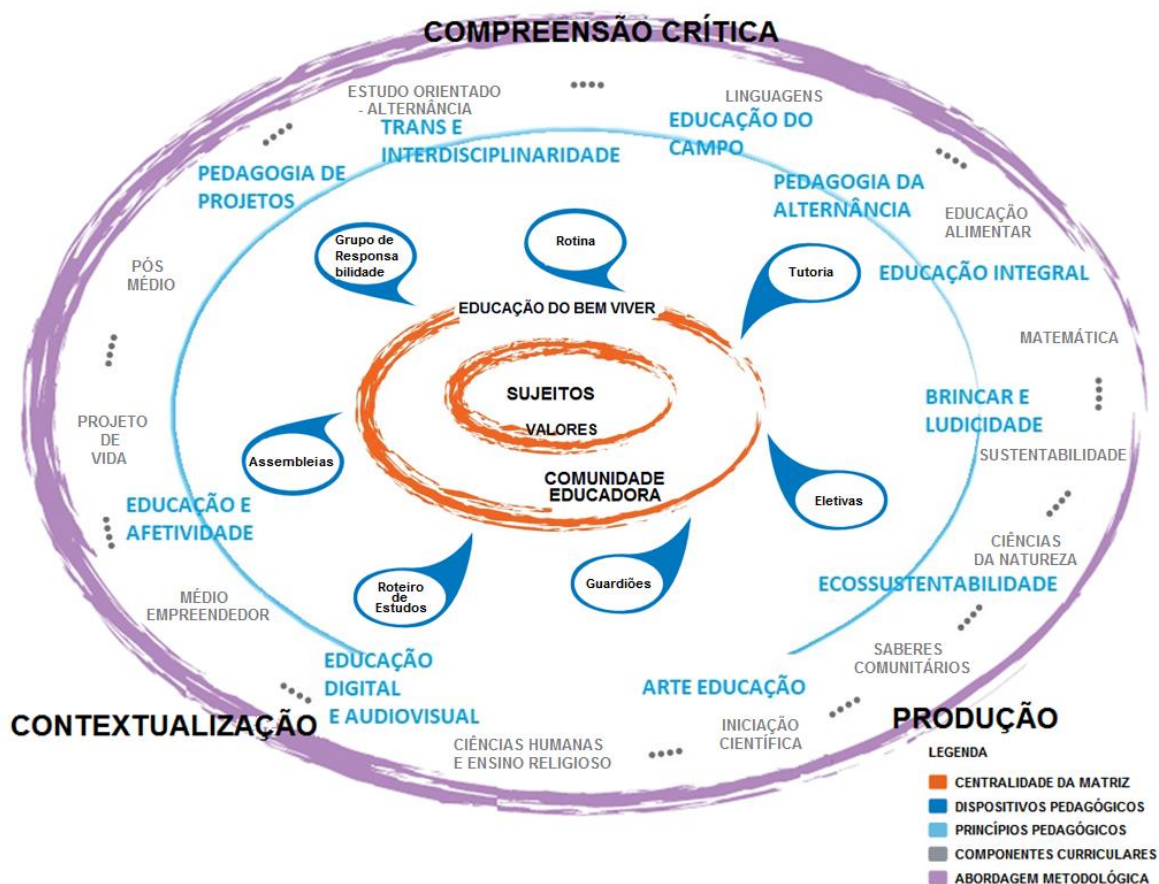 COMPREENSÃO CRÍTICA
ESTUDO ORIENTADO
- ALTERNÂNCIA
LINGUAGENS
TRANS E
INTERDISCIPLINARIDADE
EDUCAÇÃO DO
CAMPO
PEDAGOGIA DE
PROJETOS
PEDAGOGIA DA
ALTERNÂNCIA
EDUCAÇÃO
ALIMENTAR
Grupo de
Responsa
bilidade
Rotina
Tutoria
EDUCAÇÃO INTEGRAL
PÓS
MÉDIO
EDUCAÇÃO DO BEM VIVER
MATEMÁTICA
SUJEITOS
VALORES
BRINCAR E
LUDICIDADE
PROJETO
DE
VIDA
Assembleias
COMUNIDADE
EDUCADORA
SUSTENTABILIDADE
EDUCAÇÃO E
AFETIVIDADE
Eletivas
CIÊNCIAS
DA NATUREZA
MÉDIO
EMPREENDEDOR
Roteiro
de
Estudos
Guardiões
ECOSSUSTENTABILIDADE
SABERES
COMUNITÁRIOS
EDUCAÇÃO
DIGITAL
E AUDIOVISUAL
ARTE EDUCAÇÃO
CONTEXTUALIZAÇÃO
PRODUÇÃO
CIÊNCIAS HUMANAS
E ENSINO RELIGIOSO
INICIAÇÃO
CIENTÍFICA
LEGENDA
CENTRALIDADE DA MATRIZ
DISPOSITIVOS PEDAGÓGICOS
PRINCÍPIOS PEDAGÓGICOS
COMPONENTES CURRICULARES
ABORDAGEM METODOLÓGICA